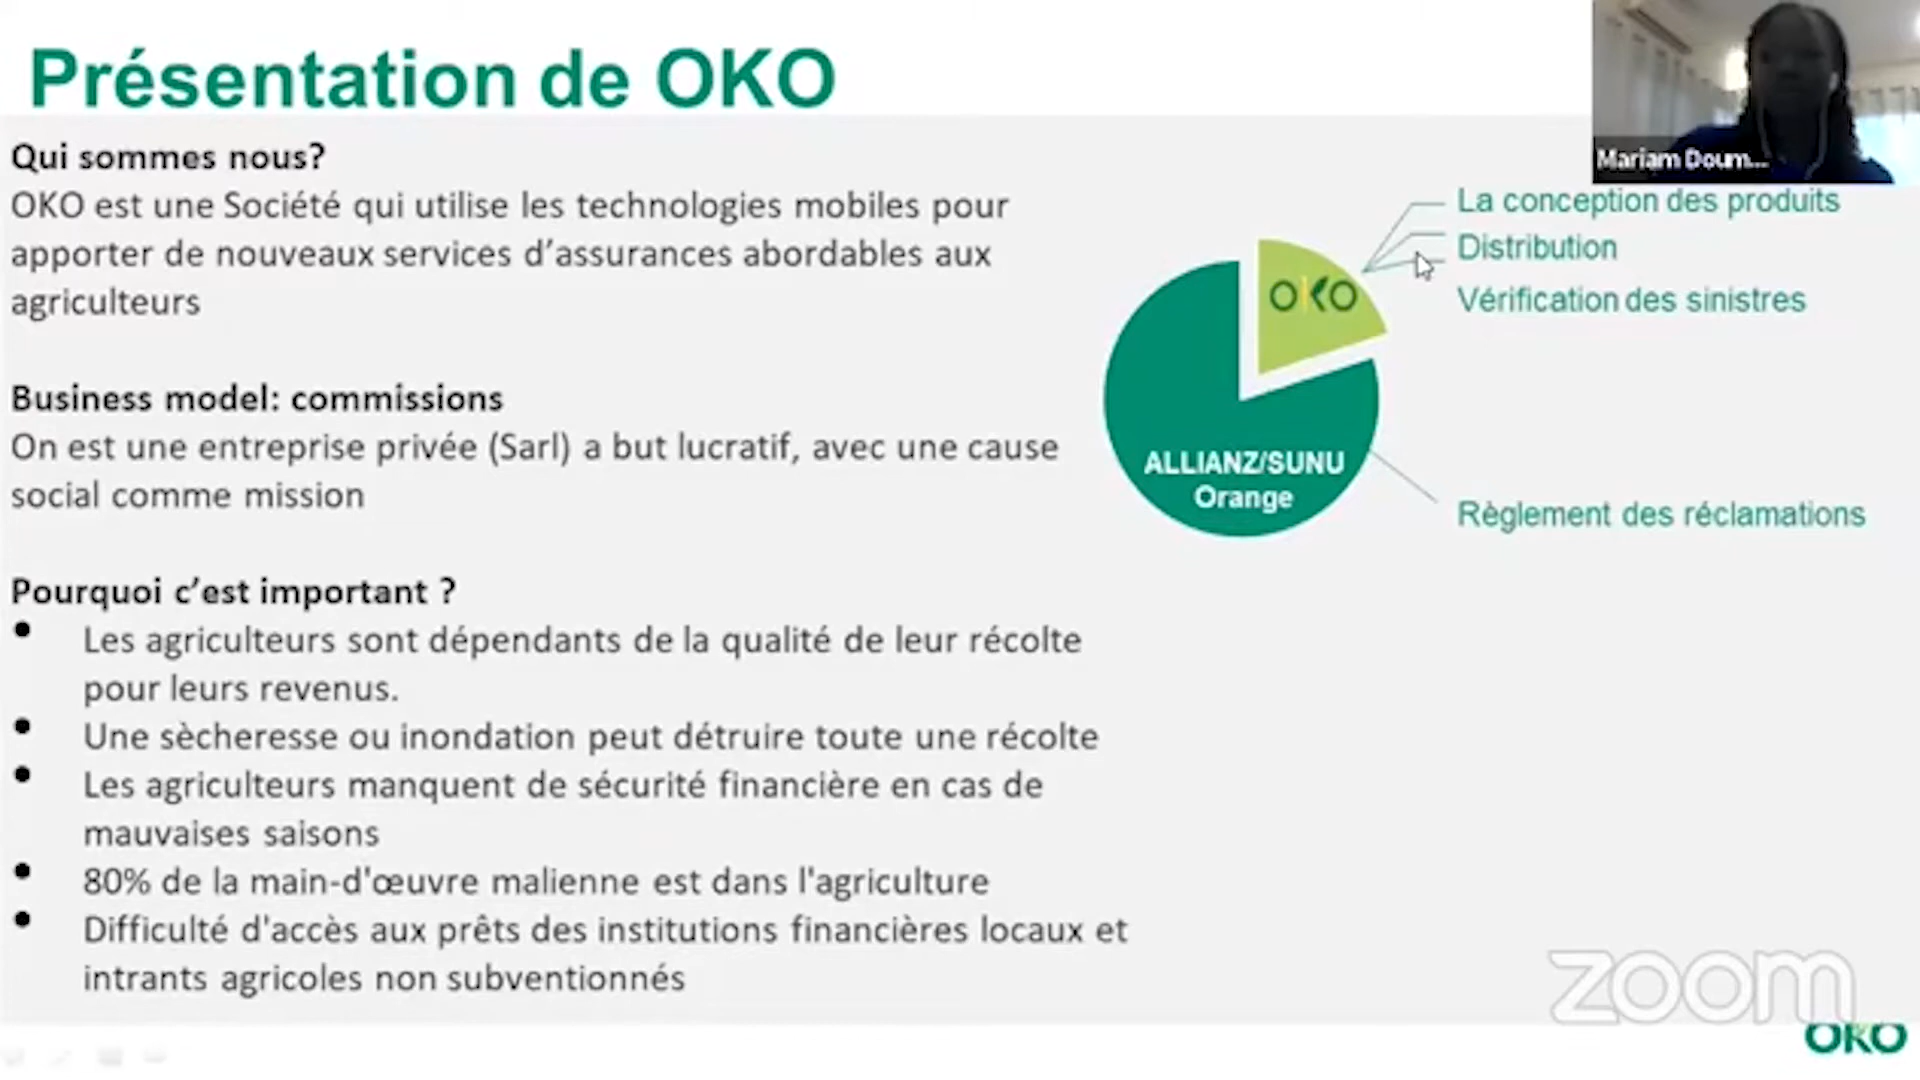 Présentation de OKO
Mariam Doum...
Qui sommes nous?
OKO est une Société qui utilise les technologies mobiles pour
apporter de nouveaux services d’assurances abordables aux
agriculteurs
Business model: commissions
On est une entreprise privée (Sarl) a but lucratif, avec une cause
social comme mission
Pourquoi c’est important ?
• Les agriculteurs sont dépendants de la qualité de leur récolte
pour leurs revenus.
• Une sècheresse ou inondation peut détruire toute une récolte
• Les agriculteurs manquent de sécurité financière en cas de
mauvaises saisons
• 80% de la main-d'œuvre malienne est dans l'agriculture
• Difficulté d'accès aux prêts des institutions financières locaux et
intrants agricoles non subventionnés
La conception des produits
Distribution
Vérification des sinistres
OKO
ALLIANZ/SUNU
Orange
Règlement des réclamations
zoom
OKO